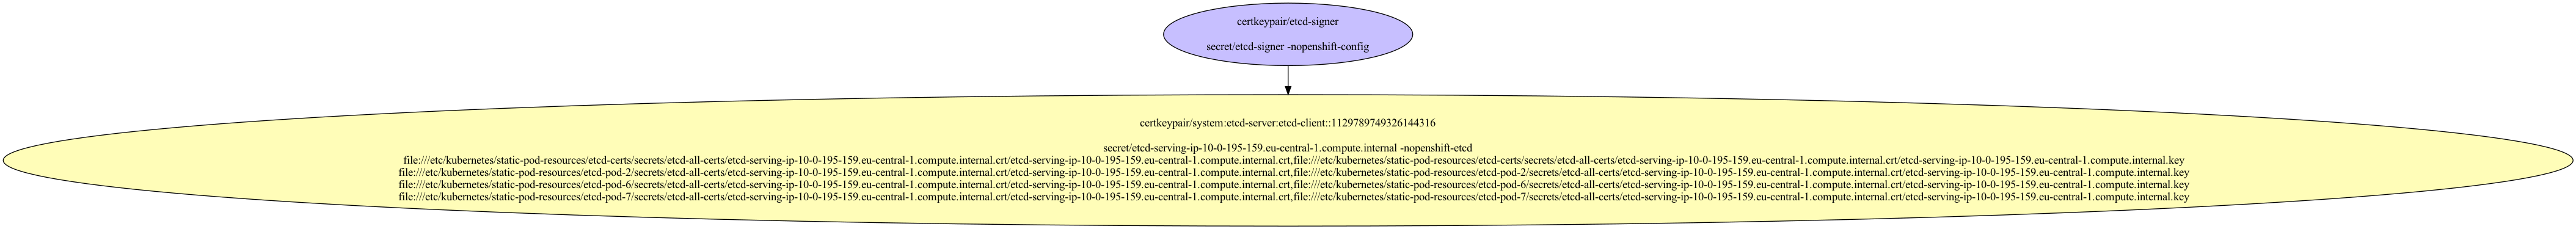 certkeypair/etcd-signer
secret/etcd-signer -nopenshift-config
certkeypair/system:etcd-server:etcd-client::1129789749326144316
secret/etcd-serving-ip-10-0-195-159.eu-central-1.compute.internal -nopenshift-etcd
file:///etc/kubernetes/static-pod-resources/etcd-certs/secrets/etcd-all-certs/etcd-serving-ip-10-0-195-159.eu-central-1.compute.internal.crt/etcd-serving-ip-10-0-195-159.eu-central-1.compute.internal.crt,file:///etc/kubernetes/static-pod-resources/etcd-certs/secrets/etcd-all-certs/etcd-serving-ip-10-0-195-159.eu-central-1.compute.internal.crt/etcd-serving-ip-10-0-195-159.eu-central-1.compute.internal.key
file:///etc/kubernetes/static-pod-resources/etcd-pod-2/secrets/etcd-all-certs/etcd-serving-ip-10-0-195-159.eu-central-1.compute.internal.crt/etcd-serving-ip-10-0-195-159.eu-central-1.compute.internal.crt,file:///etc/kubernetes/static-pod-resources/etcd-pod-2/secrets/etcd-all-certs/etcd-serving-ip-10-0-195-159.eu-central-1.compute.internal.crt/etcd-serving-ip-10-0-195-159.eu-central-1.compute.internal.key
file:///etc/kubernetes/static-pod-resources/etcd-pod-6/secrets/etcd-all-certs/etcd-serving-ip-10-0-195-159.eu-central-1.compute.internal.crt/etcd-serving-ip-10-0-195-159.eu-central-1.compute.internal.crt,file:///etc/kubernetes/static-pod-resources/etcd-pod-6/secrets/etcd-all-certs/etcd-serving-ip-10-0-195-159.eu-central-1.compute.internal.crt/etcd-serving-ip-10-0-195-159.eu-central-1.compute.internal.key
file:///etc/kubernetes/static-pod-resources/etcd-pod-7/secrets/etcd-all-certs/etcd-serving-ip-10-0-195-159.eu-central-1.compute.internal.crt/etcd-serving-ip-10-0-195-159.eu-central-1.compute.internal.crt,file:///etc/kubernetes/static-pod-resources/etcd-pod-7/secrets/etcd-all-certs/etcd-serving-ip-10-0-195-159.eu-central-1.compute.internal.crt/etcd-serving-ip-10-0-195-159.eu-central-1.compute.internal.key